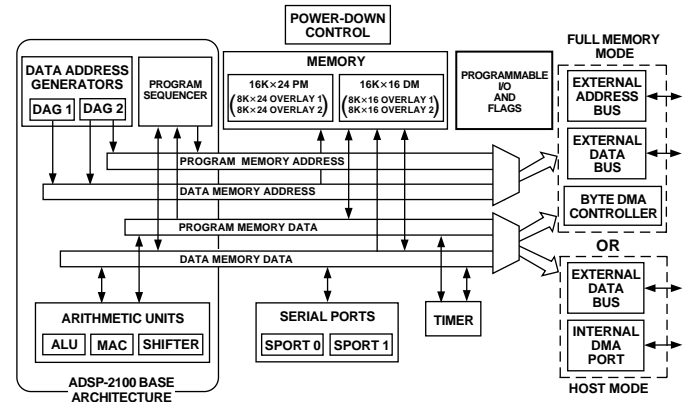 POWER-DOWN
CONTROL
FULL MEMORY
MODE
DATA ADDRESS
GENERATORS
DAG 1
DAG 2
PROGRAM
SEQUENCER
MEMORY
16K×24 PM
(8K×24 OVERLAY 1
8K×24 OVERLAY 2)
16K×16 DM
(8K×16 OVERLAY 1
8K×16 OVERLAY 2)
PROGRAMMABLE
I/O
AND
FLAGS
EXTERNAL
ADDRESS
BUS
EXTERNAL
DATA
BUS
BYTE DMA
CONTROLLER
PROGRAM MEMORY ADDRESS
DATA MEMORY ADDRESS
PROGRAM MEMORY DATA
DATA MEMORY DATA
OR
EXTERNAL
DATA
BUS
INTERNAL
DMA
PORT
HOST MODE
ARITHMETIC UNITS
ALU
MAC
SHIFTER
SERIAL PORTS
SPORT 0
SPORT 1
TIMER
ADSP-2100 BASE
ARCHITECTURE